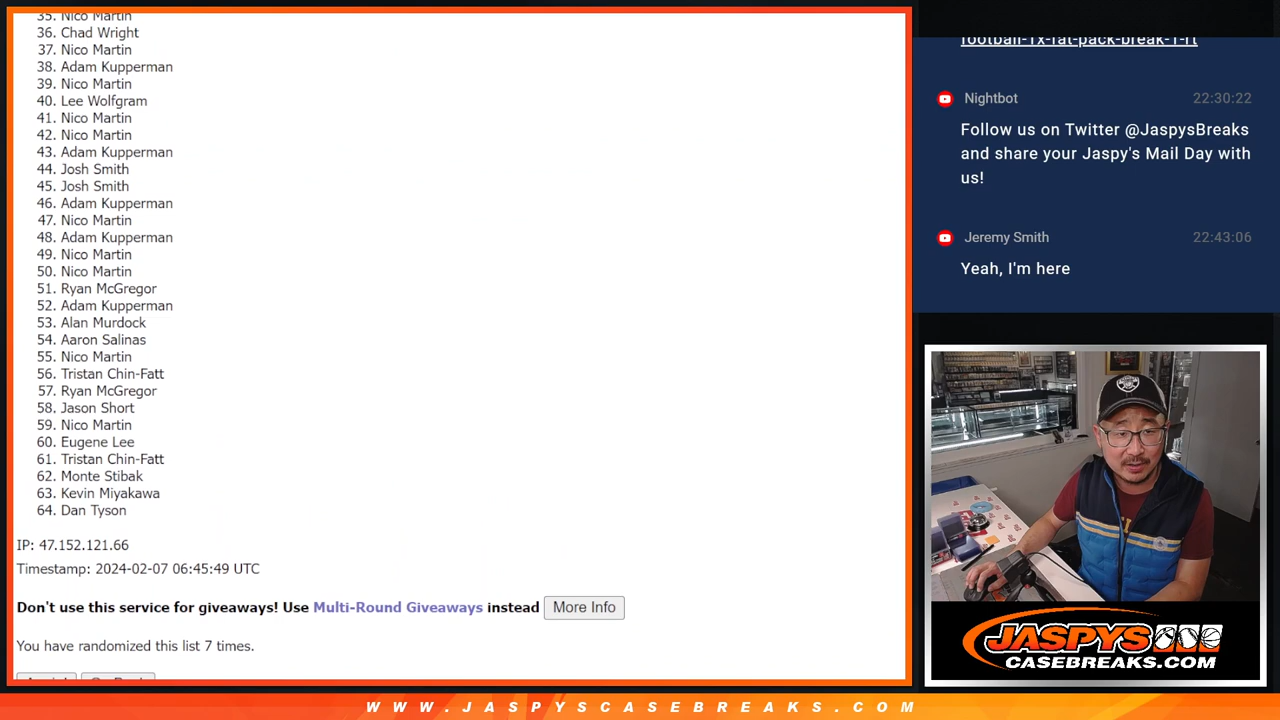 35. Nico Martin
36. Chad Wright
37. Nico Martin
38. Adam Kupperman
39. Nico Martin
40. Lee Wolfgram
41. Nico Martin
42. Nico Martin
43. Adam Kupperman
44. Josh Smith
45. Josh Smith
46. Adam Kupperman
47. Nico Martin
48. Adam Kupperman
49. Nico Martin
50. Nico Martin
51. Ryan McGregor
52. Adam Kupperman
53. Alan Murdock
54. Aaron Salinas
55. Nico Martin
56. Tristan Chin-Fatt
57. Ryan McGregor
58. Jason Short
59. Nico Martin
60. Eugene Lee
61. Tristan Chin-Fatt
62. Monte Stibak
63. Kevin Miyakawa
64. Dan Tyson
IP: 47.152.121.66
Timestamp: 2024-02-07 06:45:49 UTC
Don't use this service for giveaways! Use Multi-Round Giveaways instead More Info
You have randomized this list 7 times.
football-1x-fat-pack-break-1-rt
Nightbot 22:30:22
Follow us on Twitter @JaspysBreaks
and share your Jaspy's Mail Day with
us!
Jeremy Smith 22:43:06
Yeah, I'm here
JASPYS
CASEBREAKS.COM
WWW.JASPYSCASEBREAKS.COM